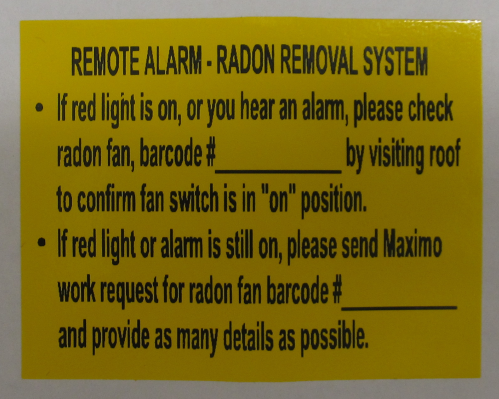 REMOTE ALARM - RADON REMOVAL SYSTEM
• If red light is on, or you hear an alarm, please check
radon fan, barcode #__________ by visiting roof
to confirm fan switch is in "on" position.
• If red light or alarm is still on, please send Maximo
work request for radon fan barcode #_________
and provide as many details as possible.